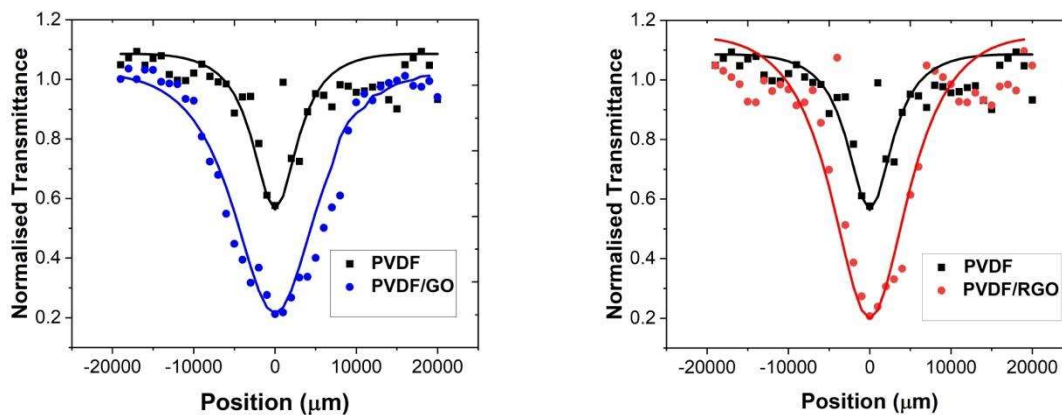 Normalised Transmittance
1.2
1.0
0.8
0.6
0.4
0.2
PVDF
PVDF/GO
-20000 -10000 0 10000 20000
Position (μm)
Normalised Transmittance
1.2
1.0
0.8
0.6
0.4
0.2
PVDF
PVDF/RGO
-20000 -10000 0 10000 20000
Position (μm)